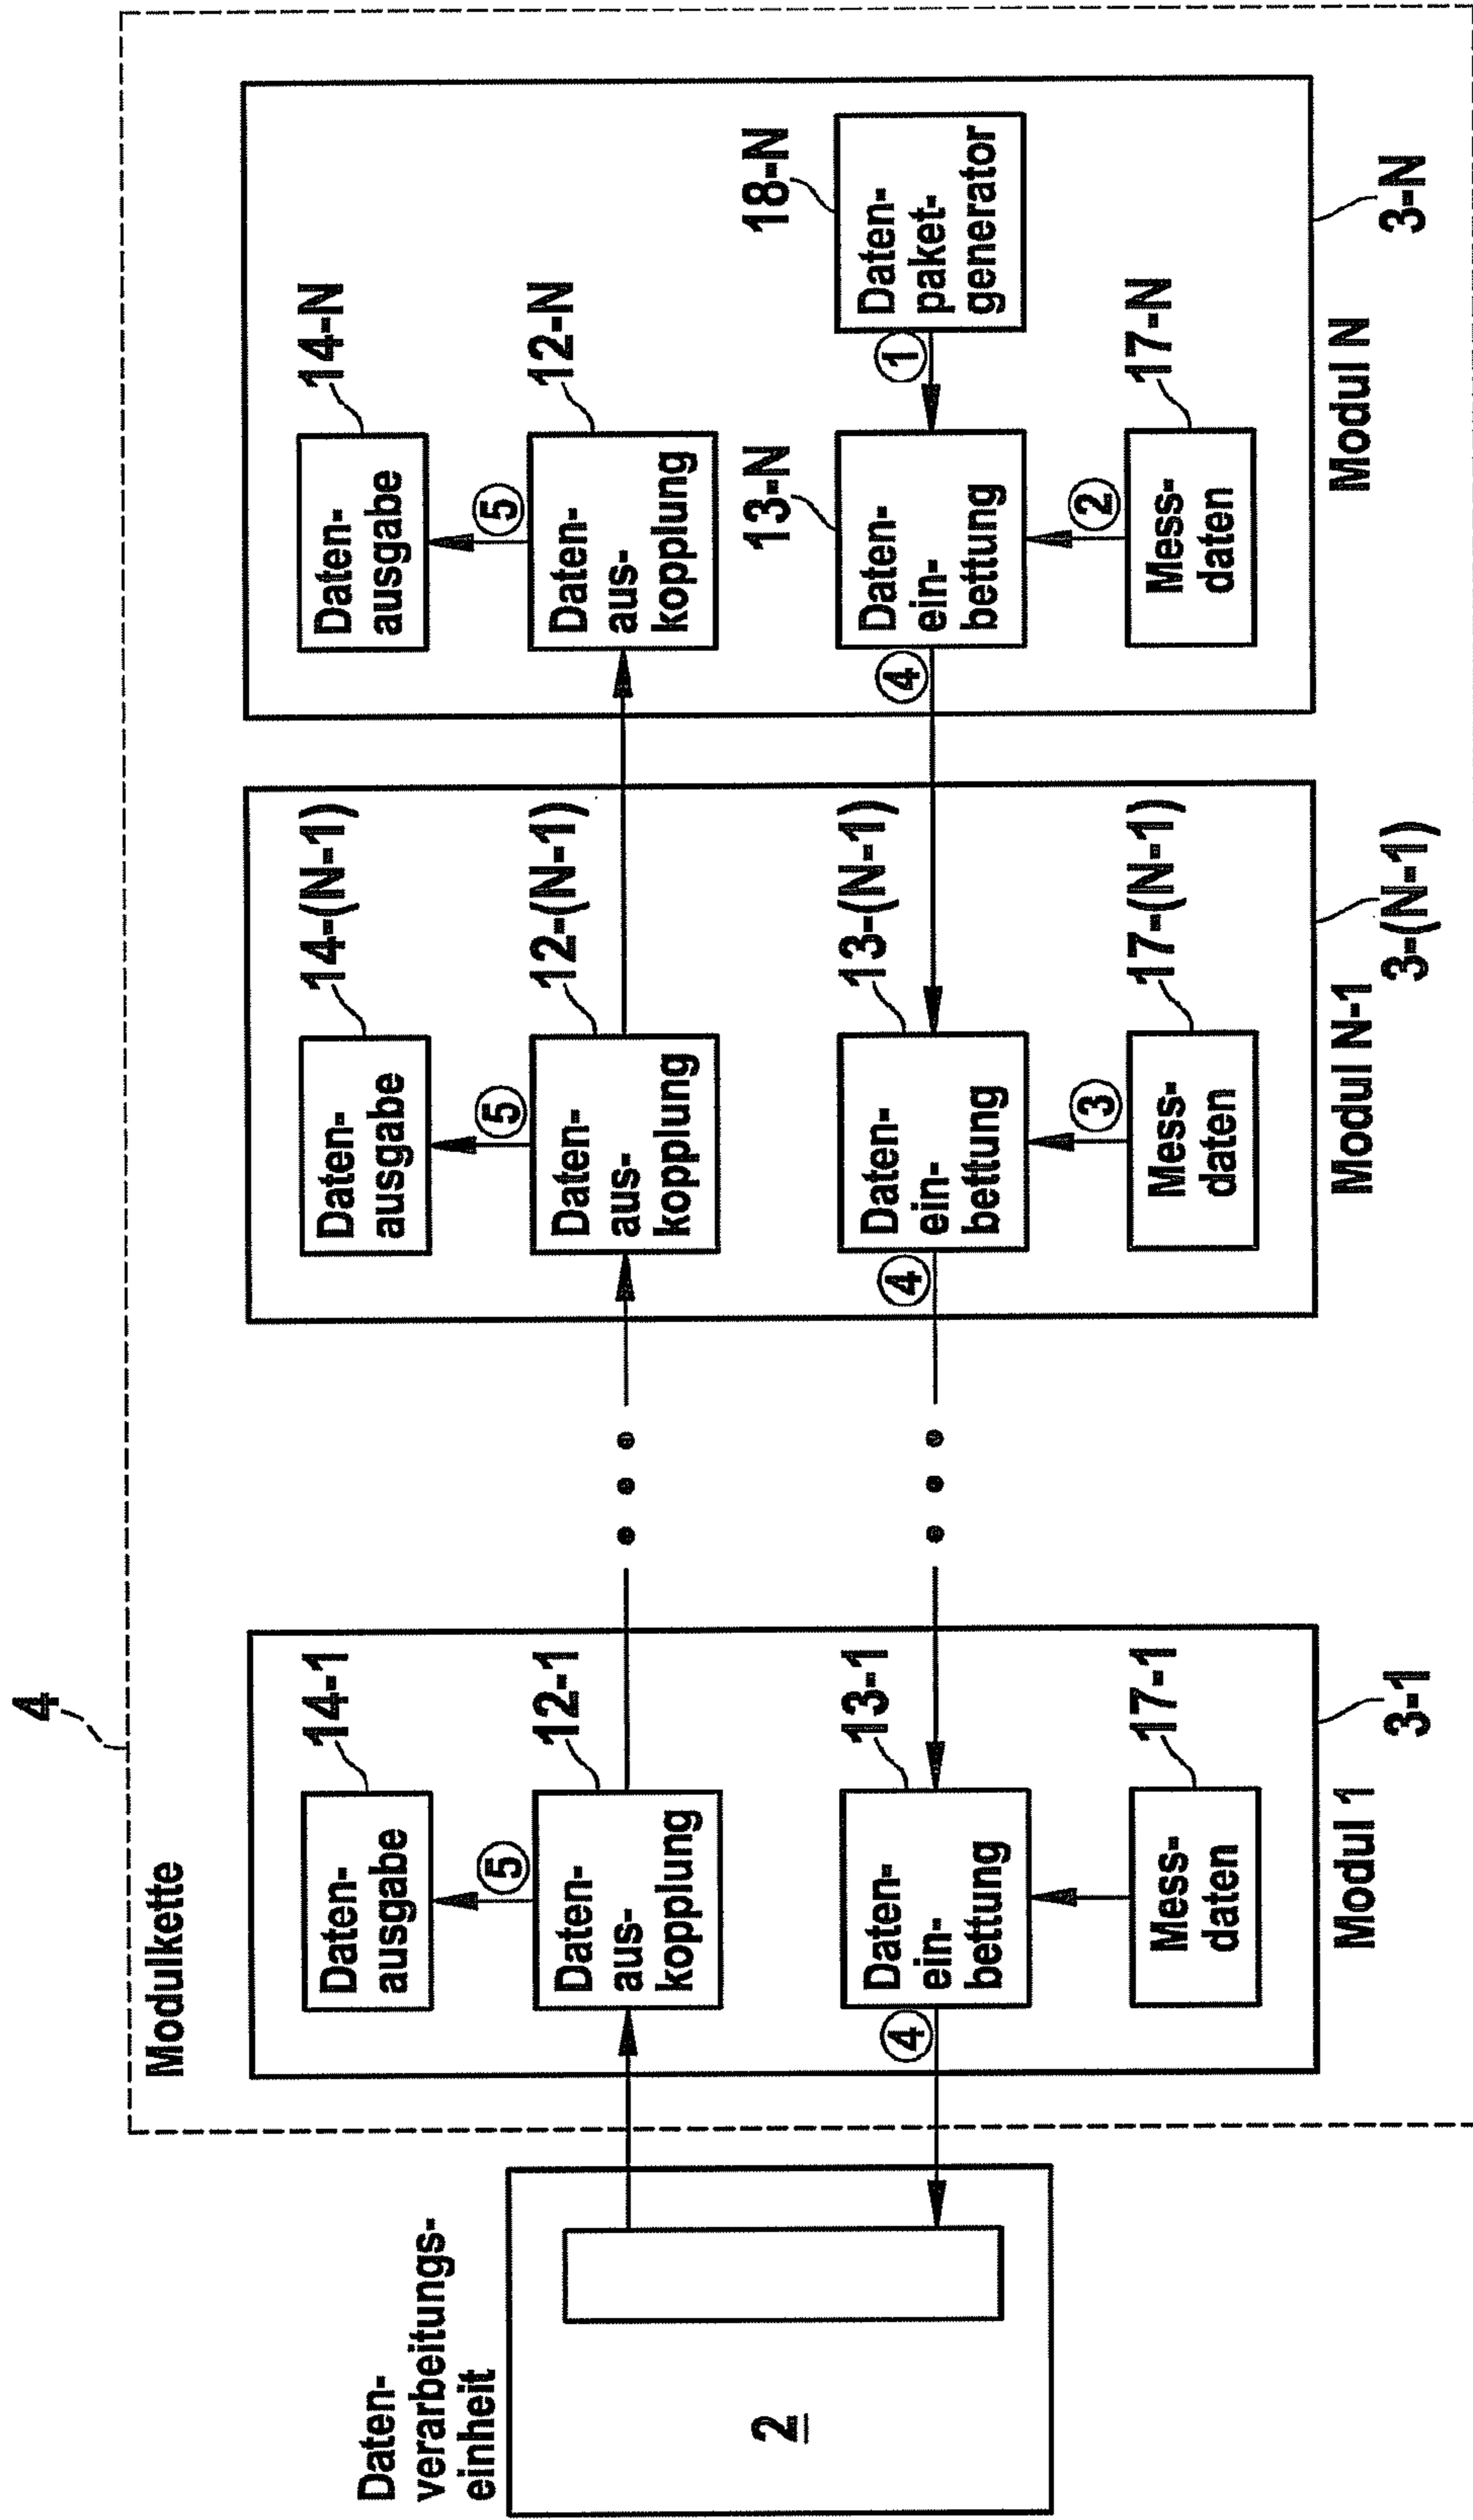 4
Modulkette
Daten-
verarbeitungs-
einheit
2
14-1
Daten-
ausgabe
5
12-1
Daten-
aus-
kopplung
13-1
Daten-
ein-
bettung
4
17-1
Mess-
daten
Modul 1
3-1
14-(N-1)
Daten-
ausgabe
5
12-(N-1)
Daten-
aus-
kopplung
13-(N-1)
Daten-
ein-
bettung
4
3
17-(N-1)
Mess-
daten
Modul N-1
3-(N-1)
14-N
Daten-
ausgabe
5
12-N
Daten-
aus-
kopplung
18-N
Daten-
paket-
generator
1
13-N
Daten-
ein-
bettung
4
2
17-N
Mess-
daten
Modul N
3-N